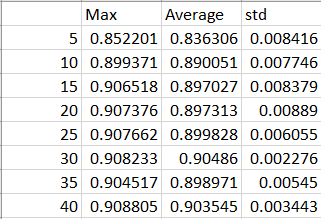 Max Average std
5 0.852201 0.836306 0.008416
10 0.899371 0.890051 0.007746
15 0.906518 0.897027 0.008379
20 0.907376 0.897313 0.00889
25 0.907662 0.899828 0.006055
30 0.908233 0.90486 0.002276
35 0.904517 0.898971 0.00545
40 0.908805 0.903545 0.003443